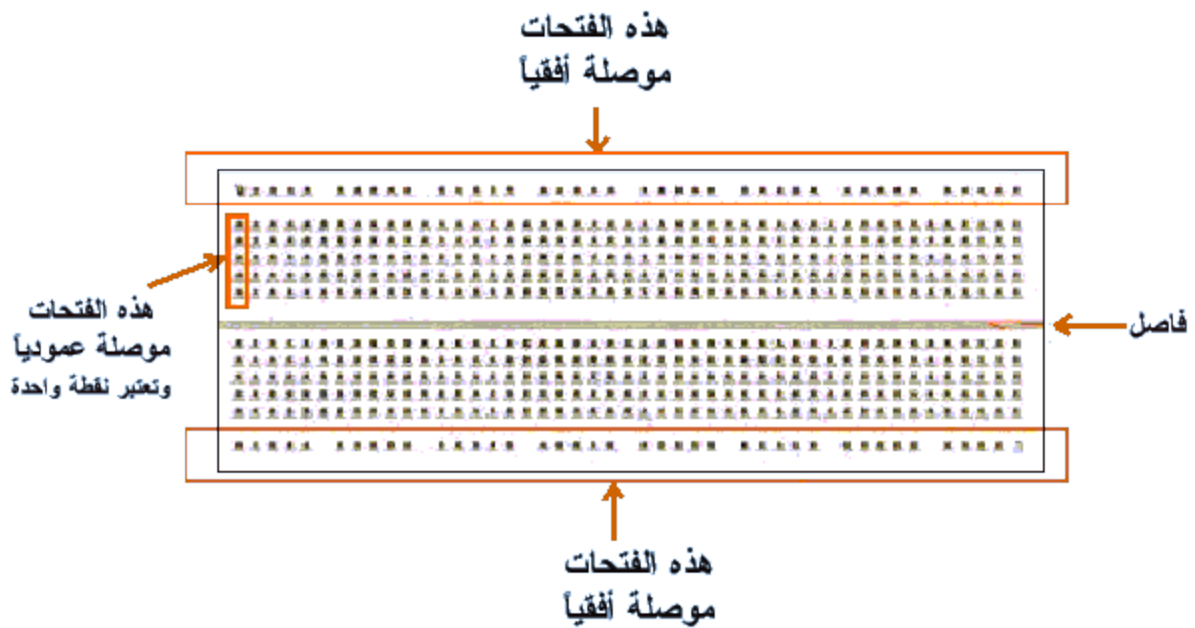 هذه الفتحات
موصلة أفقياً
فاصل
هذه الفتحات
موصلة عمودياً
وتعتبر نقطة واحدة
هذه الفتحات
موصلة أفقياً